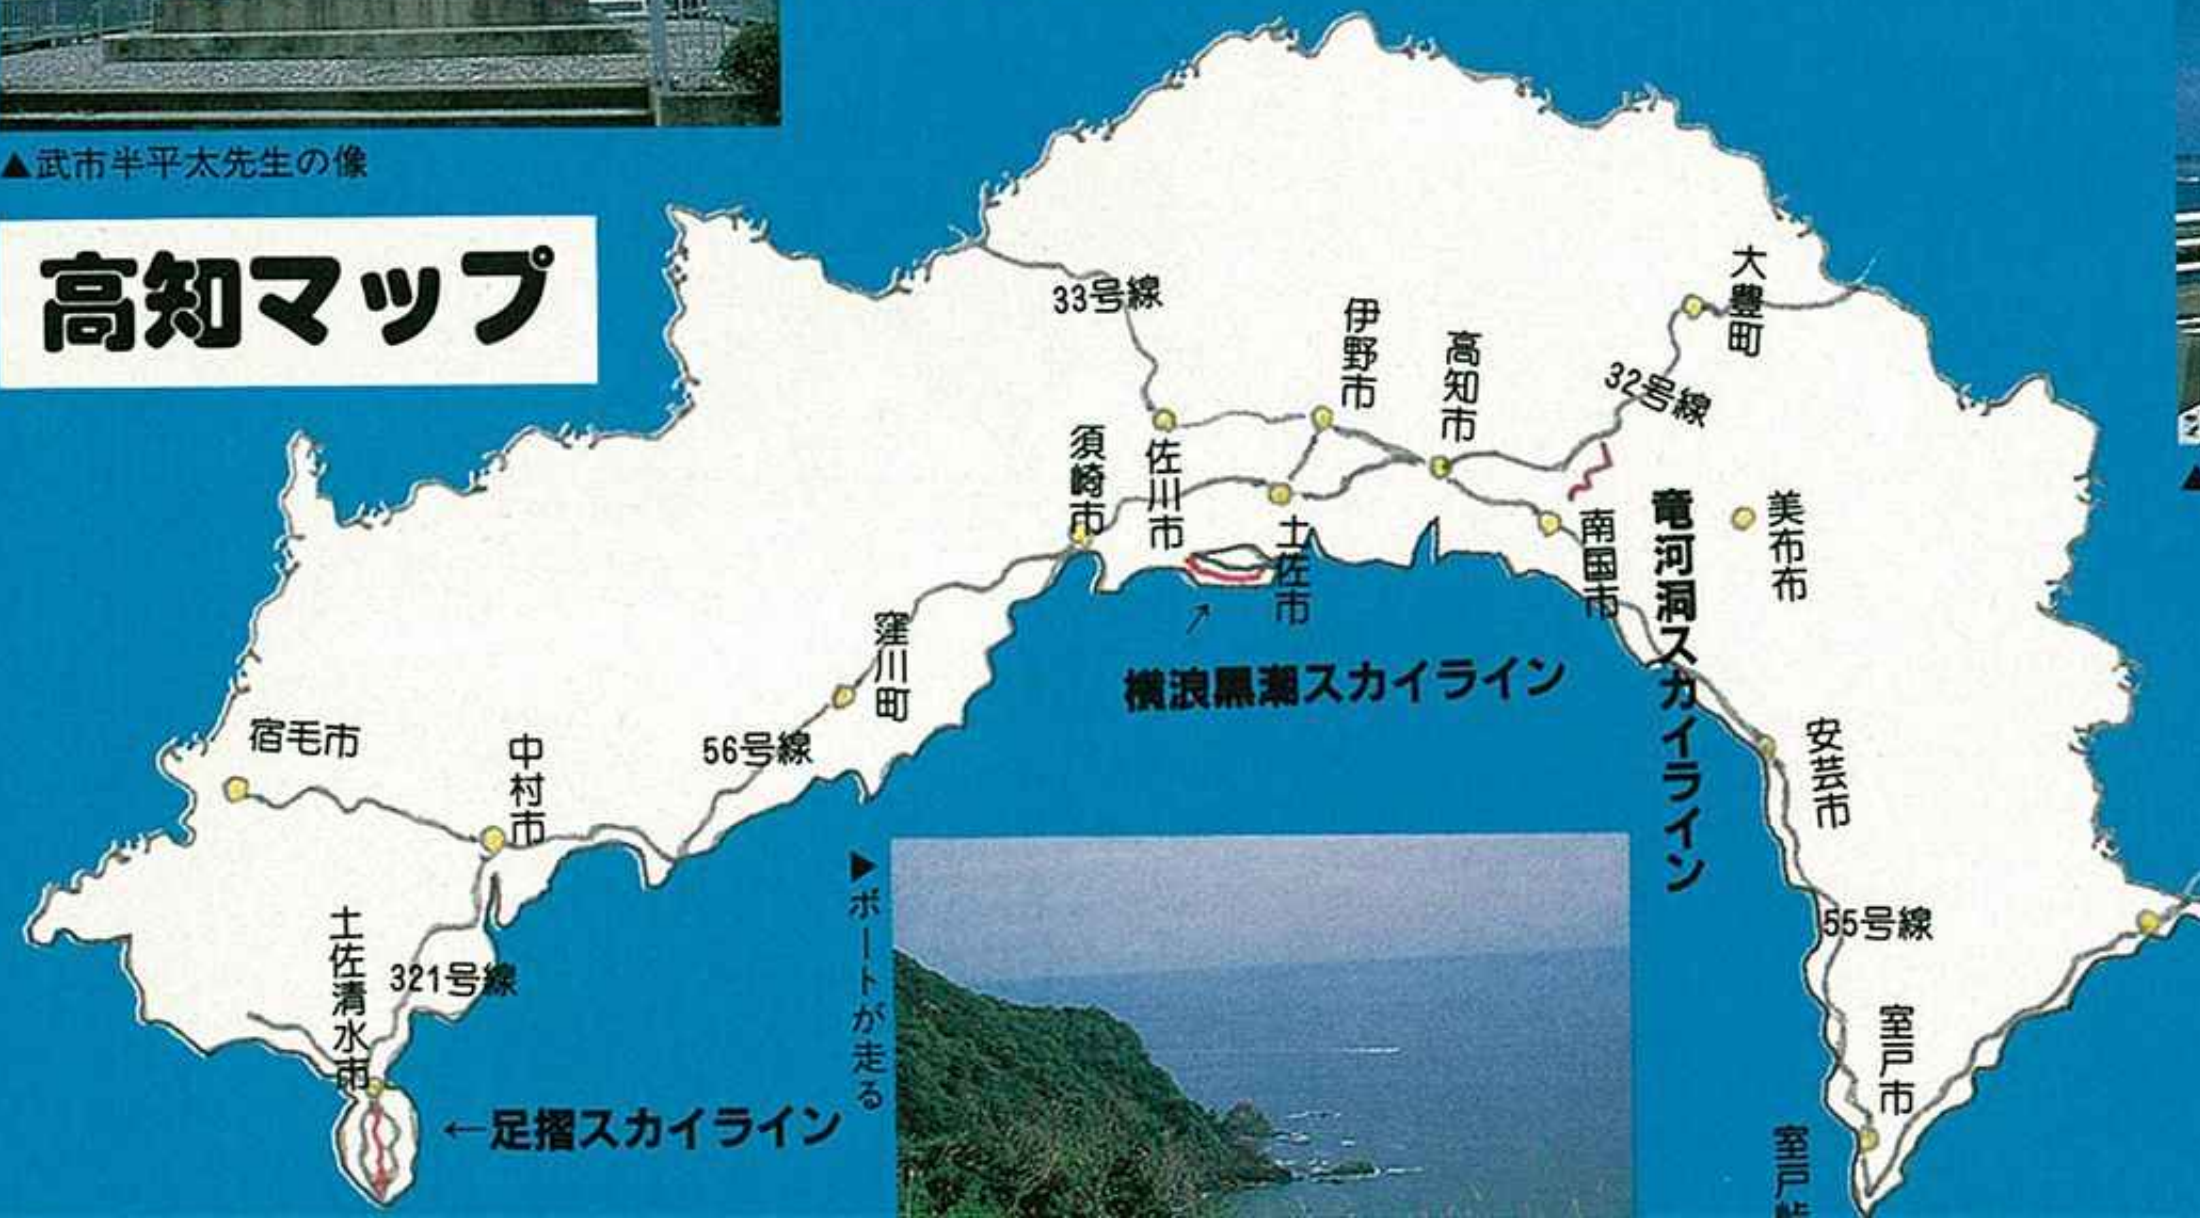 ▲武市半平太先生の像
高知マップ
33号線
大豊町
伊野市
高知市
32号線
須崎市
佐川市
土佐市
南国市
竜河洞スカイライン
美布布
横浪黒潮スカイライン
窪川町
56号線
宿毛市
中村市
安芸市
55号線
土佐清水市
321号線
室戸市
←足摺スカイライン
▶ボートが走る
室戸